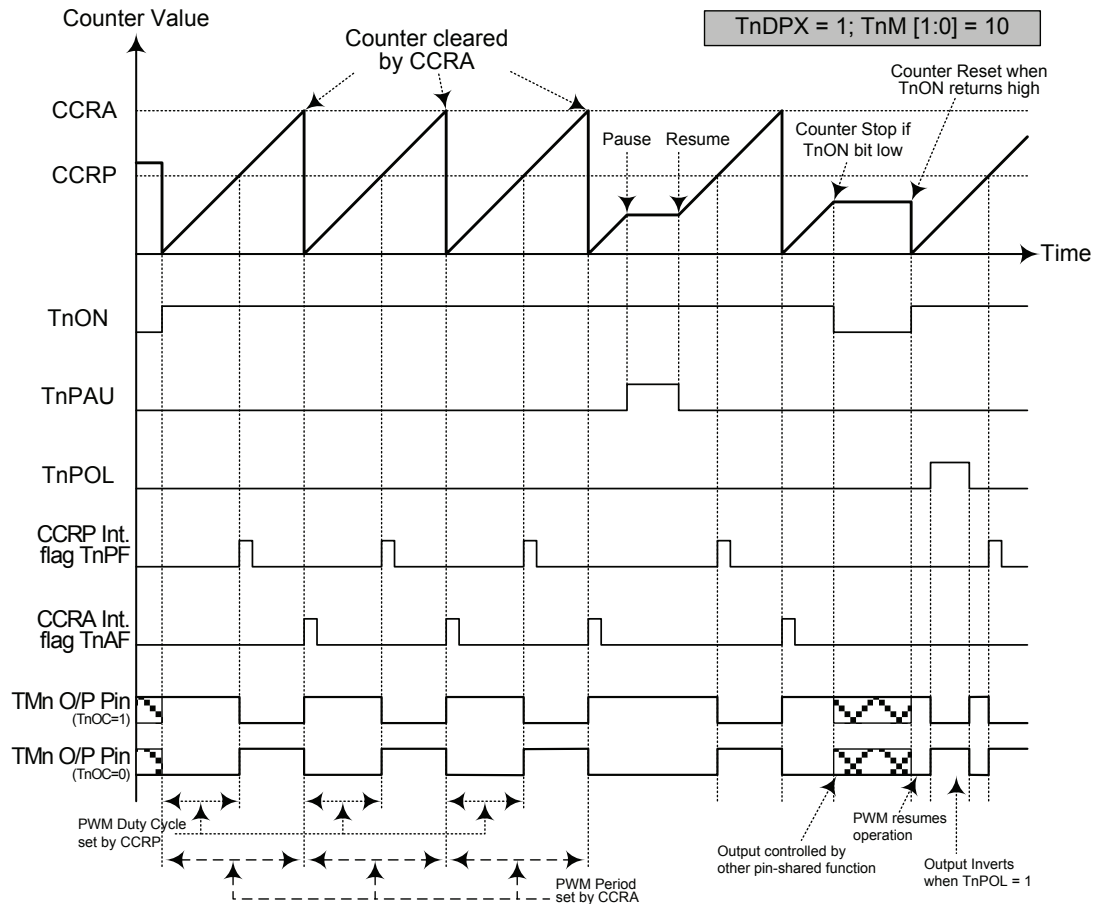 Counter Value
TnDPX = 1; TnM [1:0] = 10
Counter cleared
by CCRA
Counter Reset when
TnON returns high
CCRA
Pause
Resume
Counter Stop if
TnON bit low
CCRP
Time
TnON
TnPAU
TnPOL
CCRP Int.
flag TnPF
CCRA Int.
flag TnAF
TMn O/P Pin
(TnOC=1)
TMn O/P Pin
(TnOC=0)
PWM Duty Cycle
set by CCRP
PWM resumes
operation
Output controlled by
other pin-shared function
Output Inverts
when TnPOL = 1
PWM Period
set by CCRA